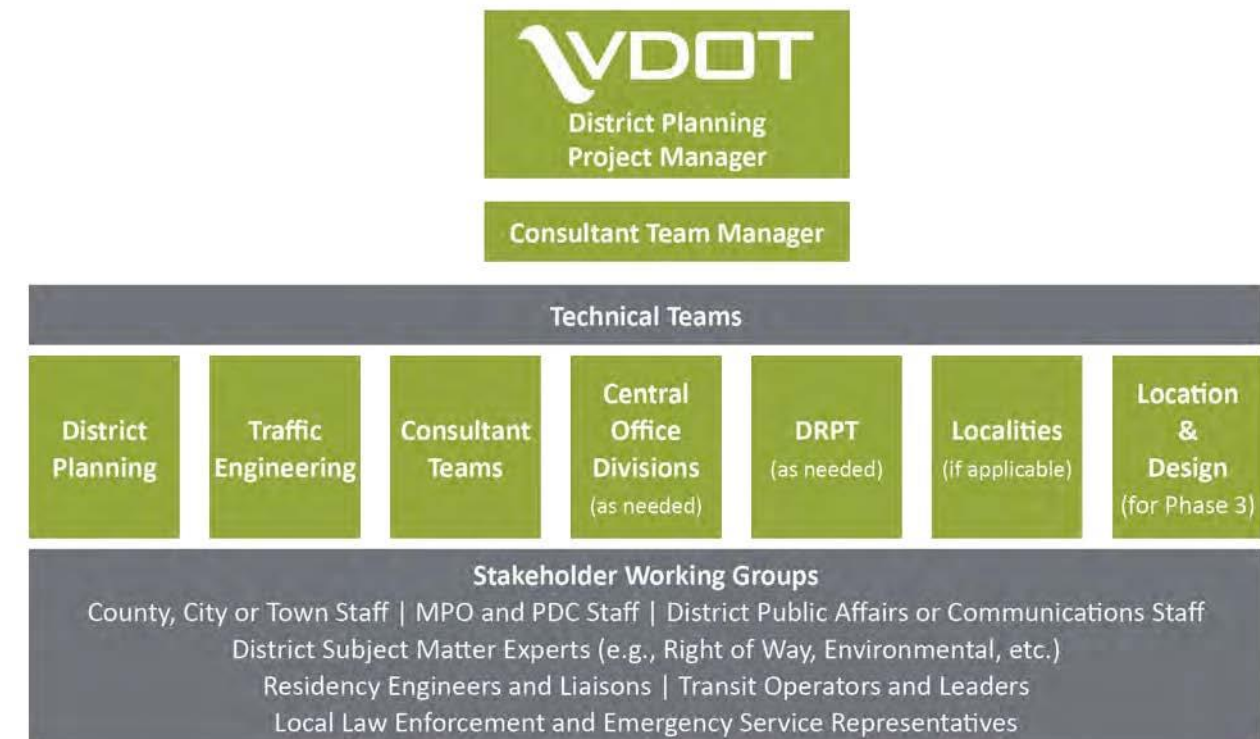 VDOT
District Planning
Project Manager
Consultant Team Manager
Technical Teams
District
Planning
Traffic
Engineering
Consultant
Teams
Central
Office
Divisions
(as needed)
DRPT
(as needed)
Localities
(if applicable)
Location
&
Design
(for Phase 3)
Stakeholder Working Groups
County, City or Town Staff | MPO and PDC Staff | District Public Affairs or Communications Staff
District Subject Matter Experts (e.g., Right of Way, Environmental, etc.)
Residency Engineers and Liaisons | Transit Operators and Leaders
Local Law Enforcement and Emergency Service Representatives